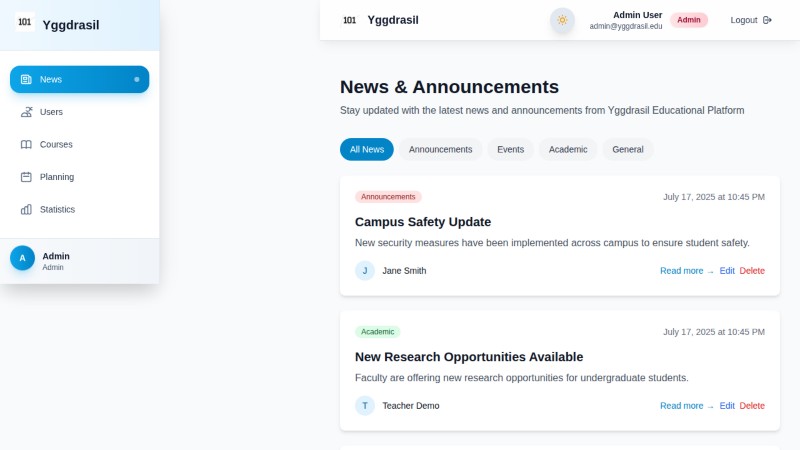 101 Yggdrasil
News
Users
Courses
Planning
Statistics
A
Admin
Admin
101 Yggdrasil
Admin User
admin@yggdrasil.edu
Admin
Logout
News & Announcements
Stay updated with the latest news and announcements from Yggdrasil Educational Platform
All News Announcements Events Academic General
Announcements July 17, 2025 at 10:45 PM
Campus Safety Update
New security measures have been implemented across campus to ensure student safety.
J Jane Smith Read more → Edit Delete
Academic July 17, 2025 at 10:45 PM
New Research Opportunities Available
Faculty are offering new research opportunities for undergraduate students.
T Teacher Demo Read more → Edit Delete